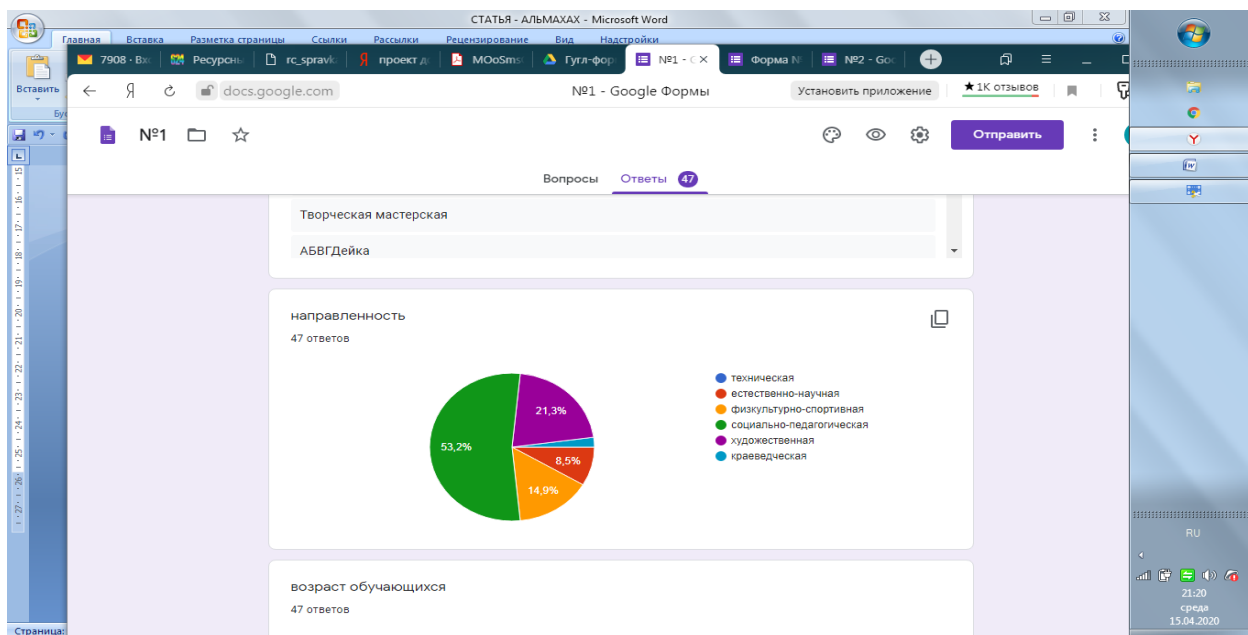 СТАТЬЯ - АЛЬМАХАХ - Microsoft Word
Главная Вставка Разметка страницы Ссылки Рассылки Рецензирование Вид Надстройки
7908 · Вхо Ресурсны rc_spravk Я проект до MOoSms Гугл-фор №1 - G Форма N №2 - Goo
Вставить
Я docs.google.com №1 - Google Формы Установить приложение ★1K отзывов
№1 Отправить
Вопросы Ответы 47
Творческая мастерская
АБВГДейка
направленность
47 ответов
техническая
естественно-научная
физкультурно-спортивная
социально-педагогическая
художественная
краеведческая
21,3%
53,2%
8,5%
14,9%
возраст обучающихся
47 ответов
Страница:
RU
21:20
среда
15.04.2020